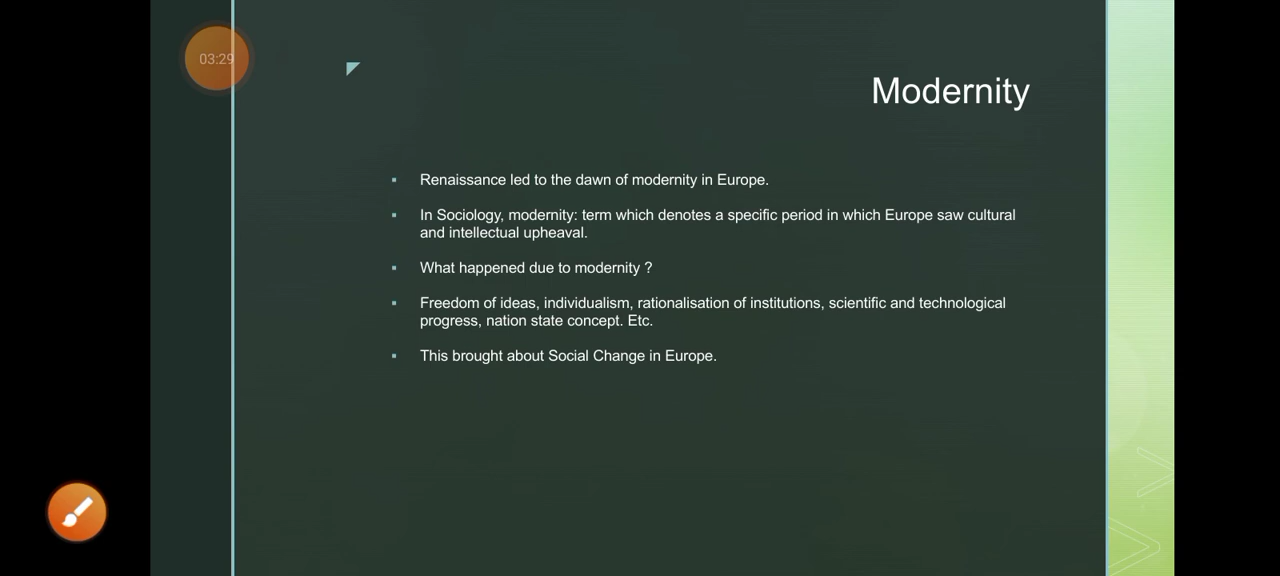 03:29
Modernity
Renaissance led to the dawn of modernity in Europe.
In Sociology, modernity: term which denotes a specific period in which Europe saw cultural
and intellectual upheaval.
What happened due to modernity ?
Freedom of ideas, individualism, rationalisation of institutions, scientific and technological
progress, nation state concept. Etc.
This brought about Social Change in Europe.